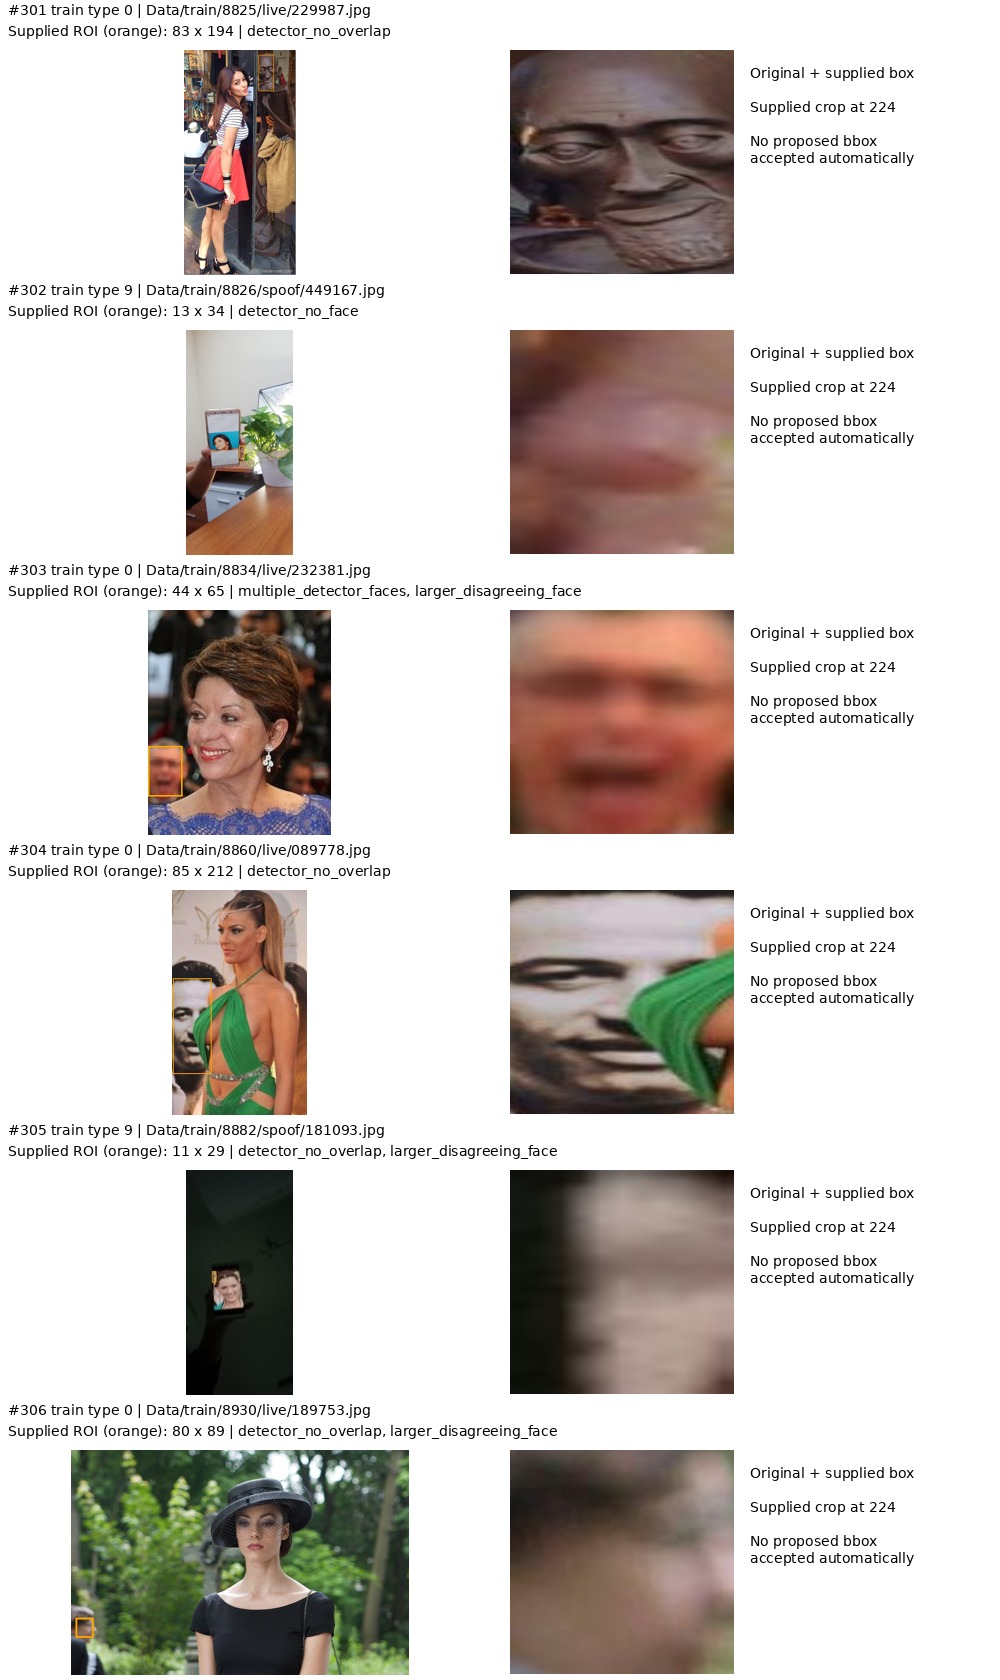 #301 train type 0 | Data/train/8825/live/229987.jpg
Supplied ROI (orange): 83 x 194 | detector_no_overlap
Original + supplied box
Supplied crop at 224
No proposed bbox
accepted automatically
#302 train type 9 | Data/train/8826/spoof/449167.jpg
Supplied ROI (orange): 13 x 34 | detector_no_face
Original + supplied box
Supplied crop at 224
No proposed bbox
accepted automatically
#303 train type 0 | Data/train/8834/live/232381.jpg
Supplied ROI (orange): 44 x 65 | multiple_detector_faces, larger_disagreeing_face
Original + supplied box
Supplied crop at 224
No proposed bbox
accepted automatically
#304 train type 0 | Data/train/8860/live/089778.jpg
Supplied ROI (orange): 85 x 212 | detector_no_overlap
Original + supplied box
Supplied crop at 224
No proposed bbox
accepted automatically
#305 train type 9 | Data/train/8882/spoof/181093.jpg
Supplied ROI (orange): 11 x 29 | detector_no_overlap, larger_disagreeing_face
Original + supplied box
Supplied crop at 224
No proposed bbox
accepted automatically
#306 train type 0 | Data/train/8930/live/189753.jpg
Supplied ROI (orange): 80 x 89 | detector_no_overlap, larger_disagreeing_face
Original + supplied box
Supplied crop at 224
No proposed bbox
accepted automatically